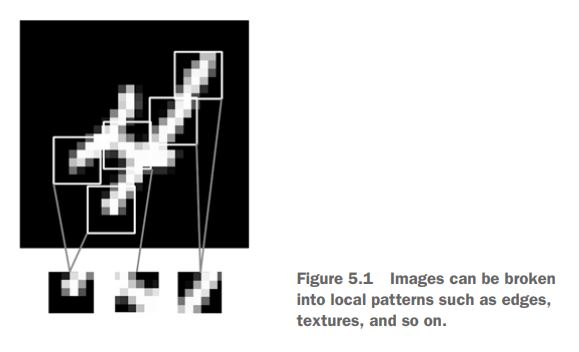 Figure 5.1 Images can be broken
into local patterns such as edges,
textures, and so on.